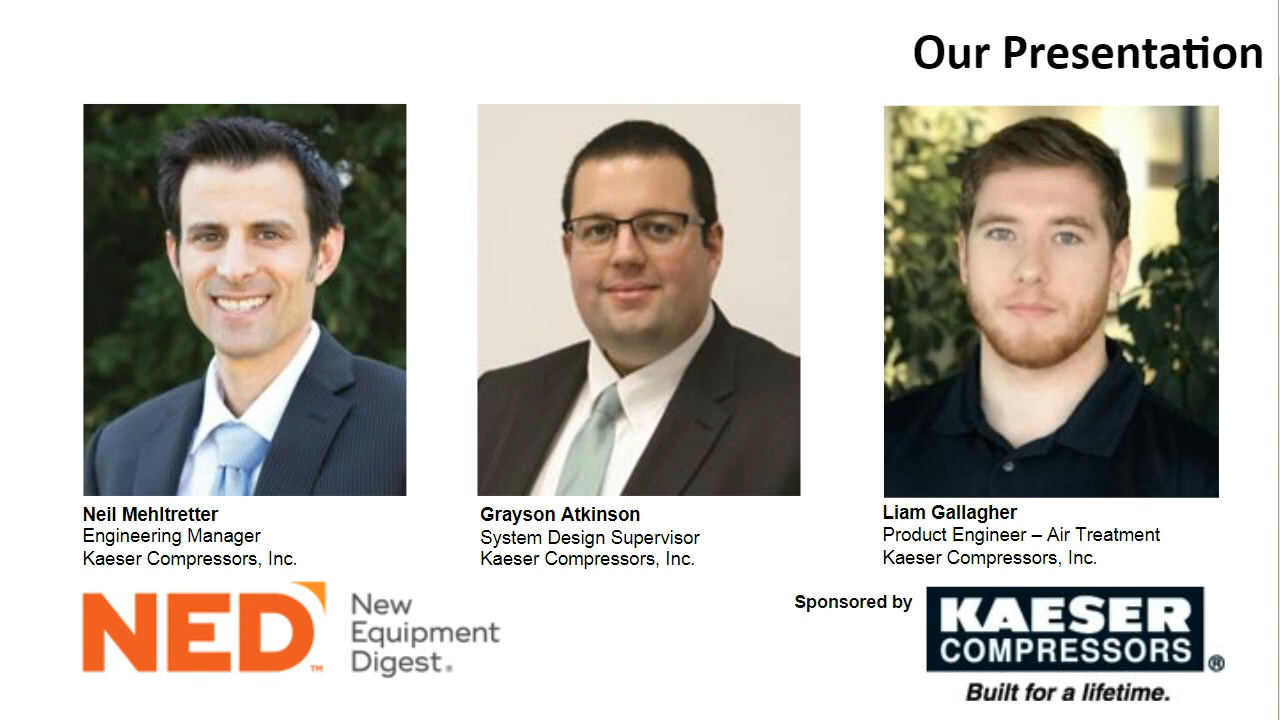 Our Presentation
Neil Mehltretter
Engineering Manager
Kaeser Compressors, Inc.
Grayson Atkinson
System Design Supervisor
Kaeser Compressors, Inc.
Liam Gallagher
Product Engineer – Air Treatment
Kaeser Compressors, Inc.
NED™
New
Equipment
Digest®
Sponsored by
KAESER
COMPRESSORS®
Built for a lifetime.